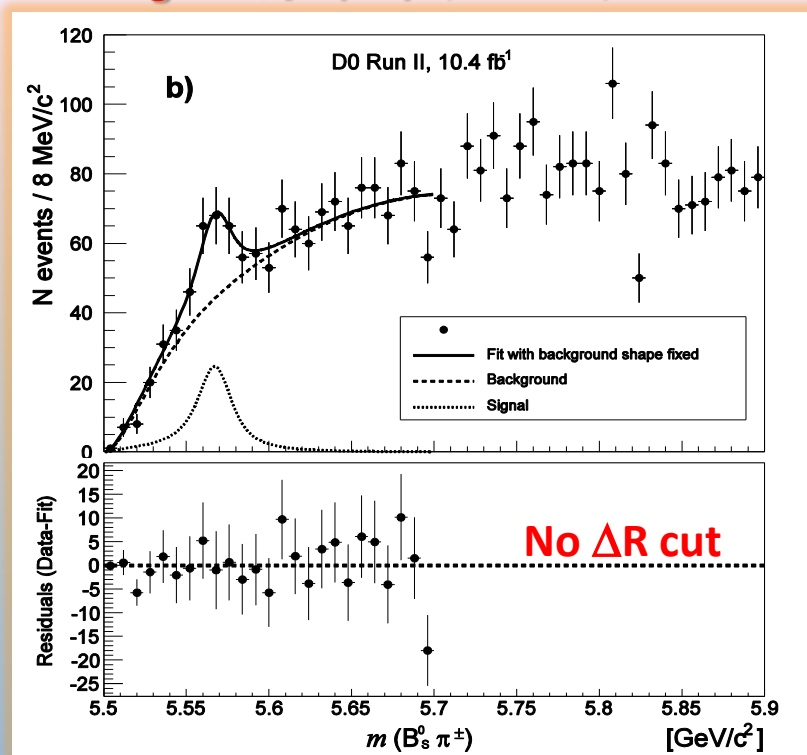 D0 Run II, 10.4 fb⁻¹
b)
N events / 8 MeV/c²
120
100
80
60
40
20
0
Fit with background shape fixed
Background
Signal
Residuals (Data-Fit)
20
15
10
5
0
-5
-10
-15
-20
-25
No ΔR cut
5.5 5.55 5.6 5.65 5.7 5.75 5.8 5.85 5.9
m (B⁰ₛ π±) [GeV/c²]